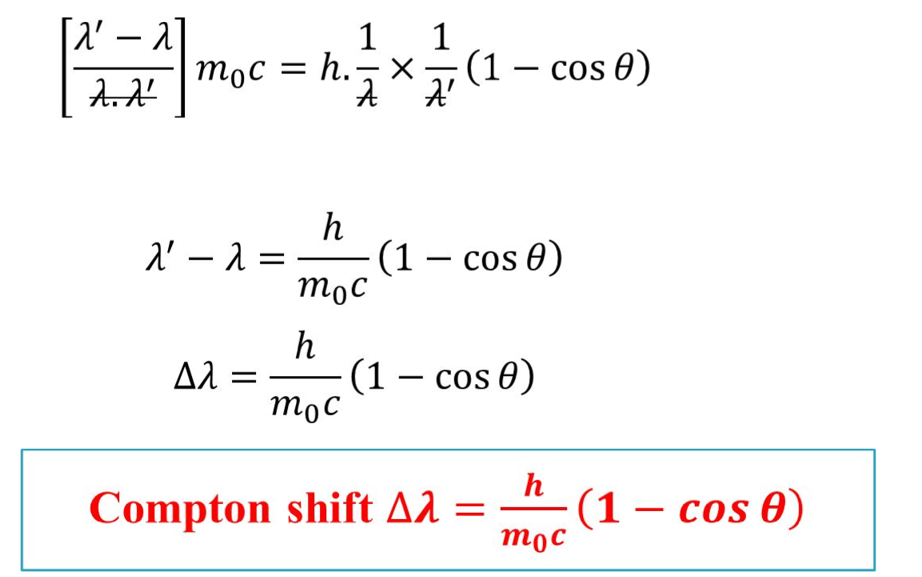 [(λ′ − λ)/(λ.λ′)] m₀c = h.1/λ × 1/λ′ (1 − cos θ)
λ′ − λ = h/(m₀c) (1 − cos θ)
Δλ = h/(m₀c) (1 − cos θ)
Compton shift Δλ = h/(m₀c) (1 − cos θ)